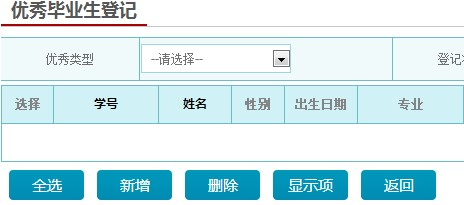 优秀毕业生登记
优秀类型 --请选择-- 登记
选择 学号 姓名 性别 出生日期 专业
全选 新增 删除 显示项 返回